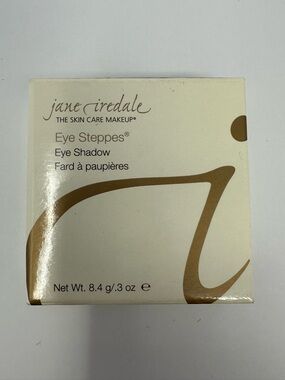 jane iredale
THE SKIN CARE MAKEUP®
Eye Steppes®
Eye Shadow
Fard à paupières
Net Wt. 8.4 g/.3 oz ℮